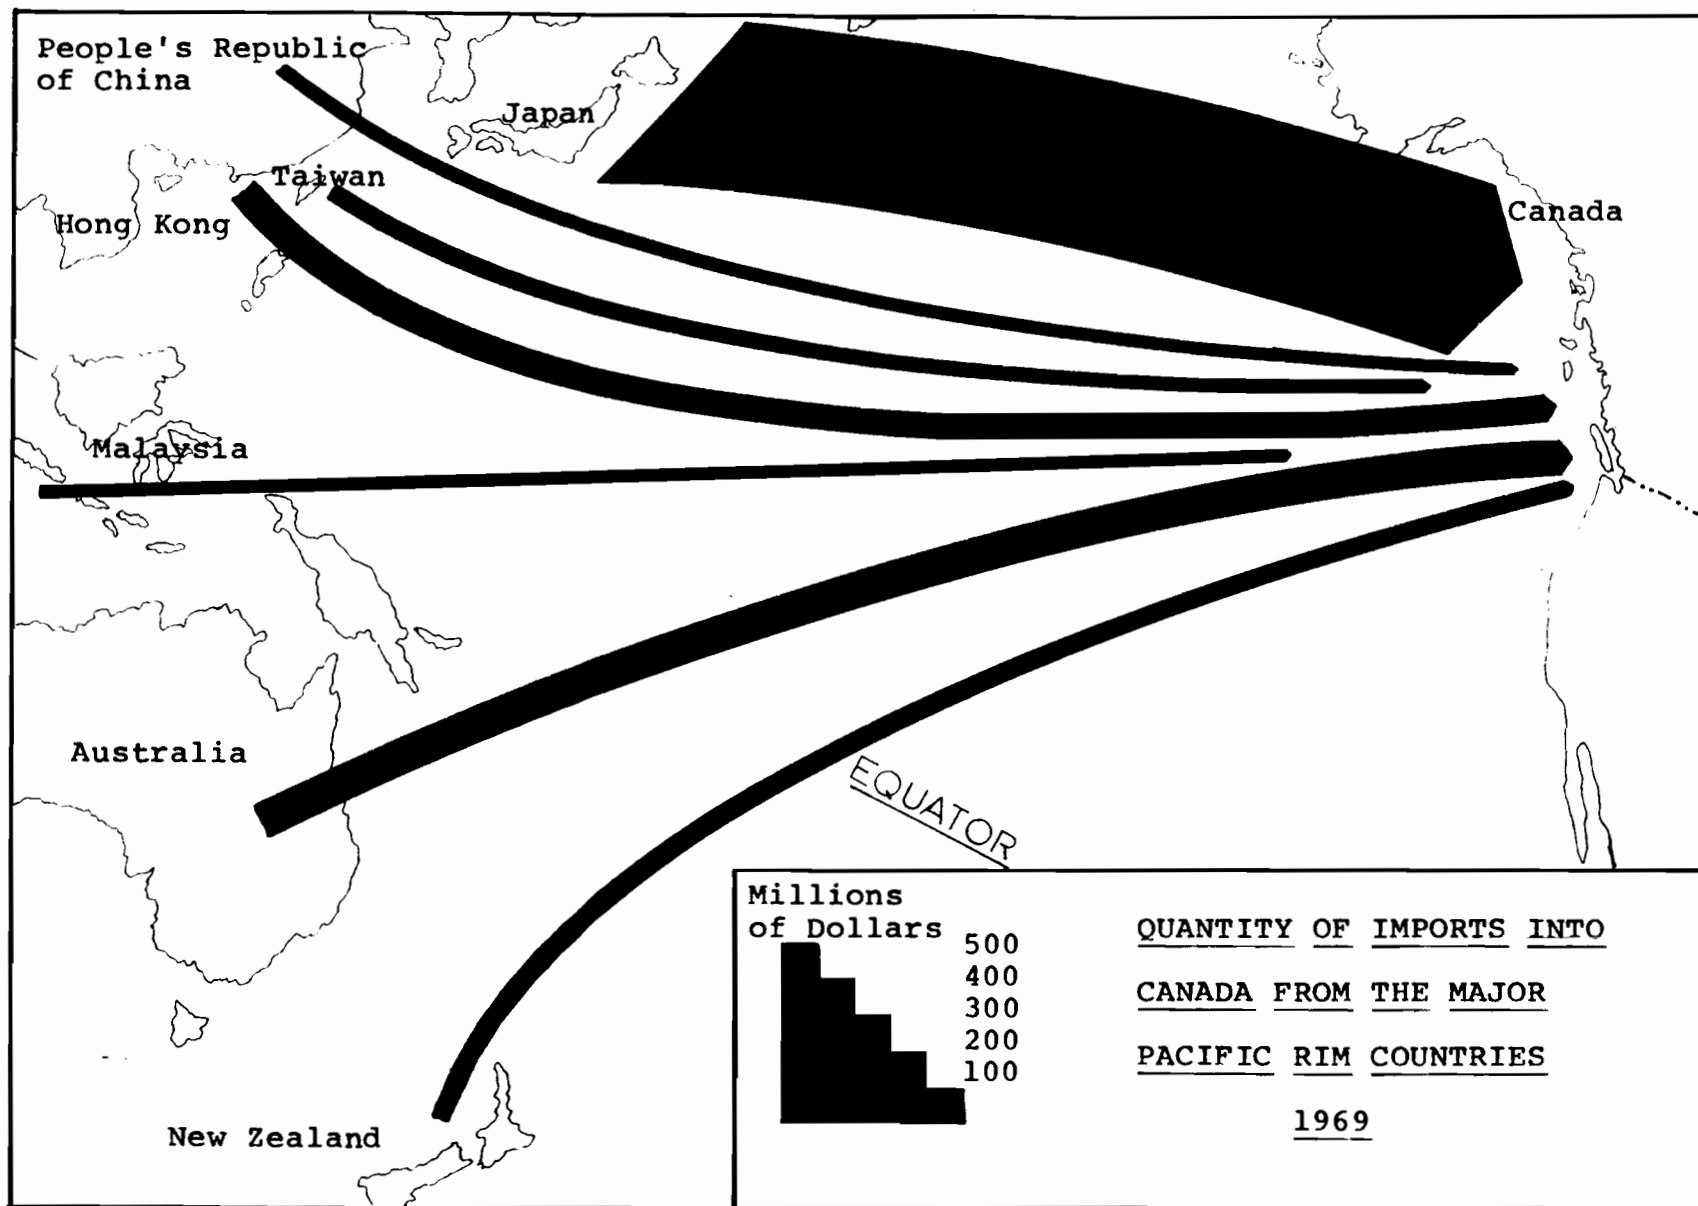 People's Republic
of China
Japan
Taiwan
Hong Kong
Canada
Malaysia
Australia
EQUATOR
New Zealand
Millions
of Dollars
500
400
300
200
100
QUANTITY OF IMPORTS INTO
CANADA FROM THE MAJOR
PACIFIC RIM COUNTRIES
1969